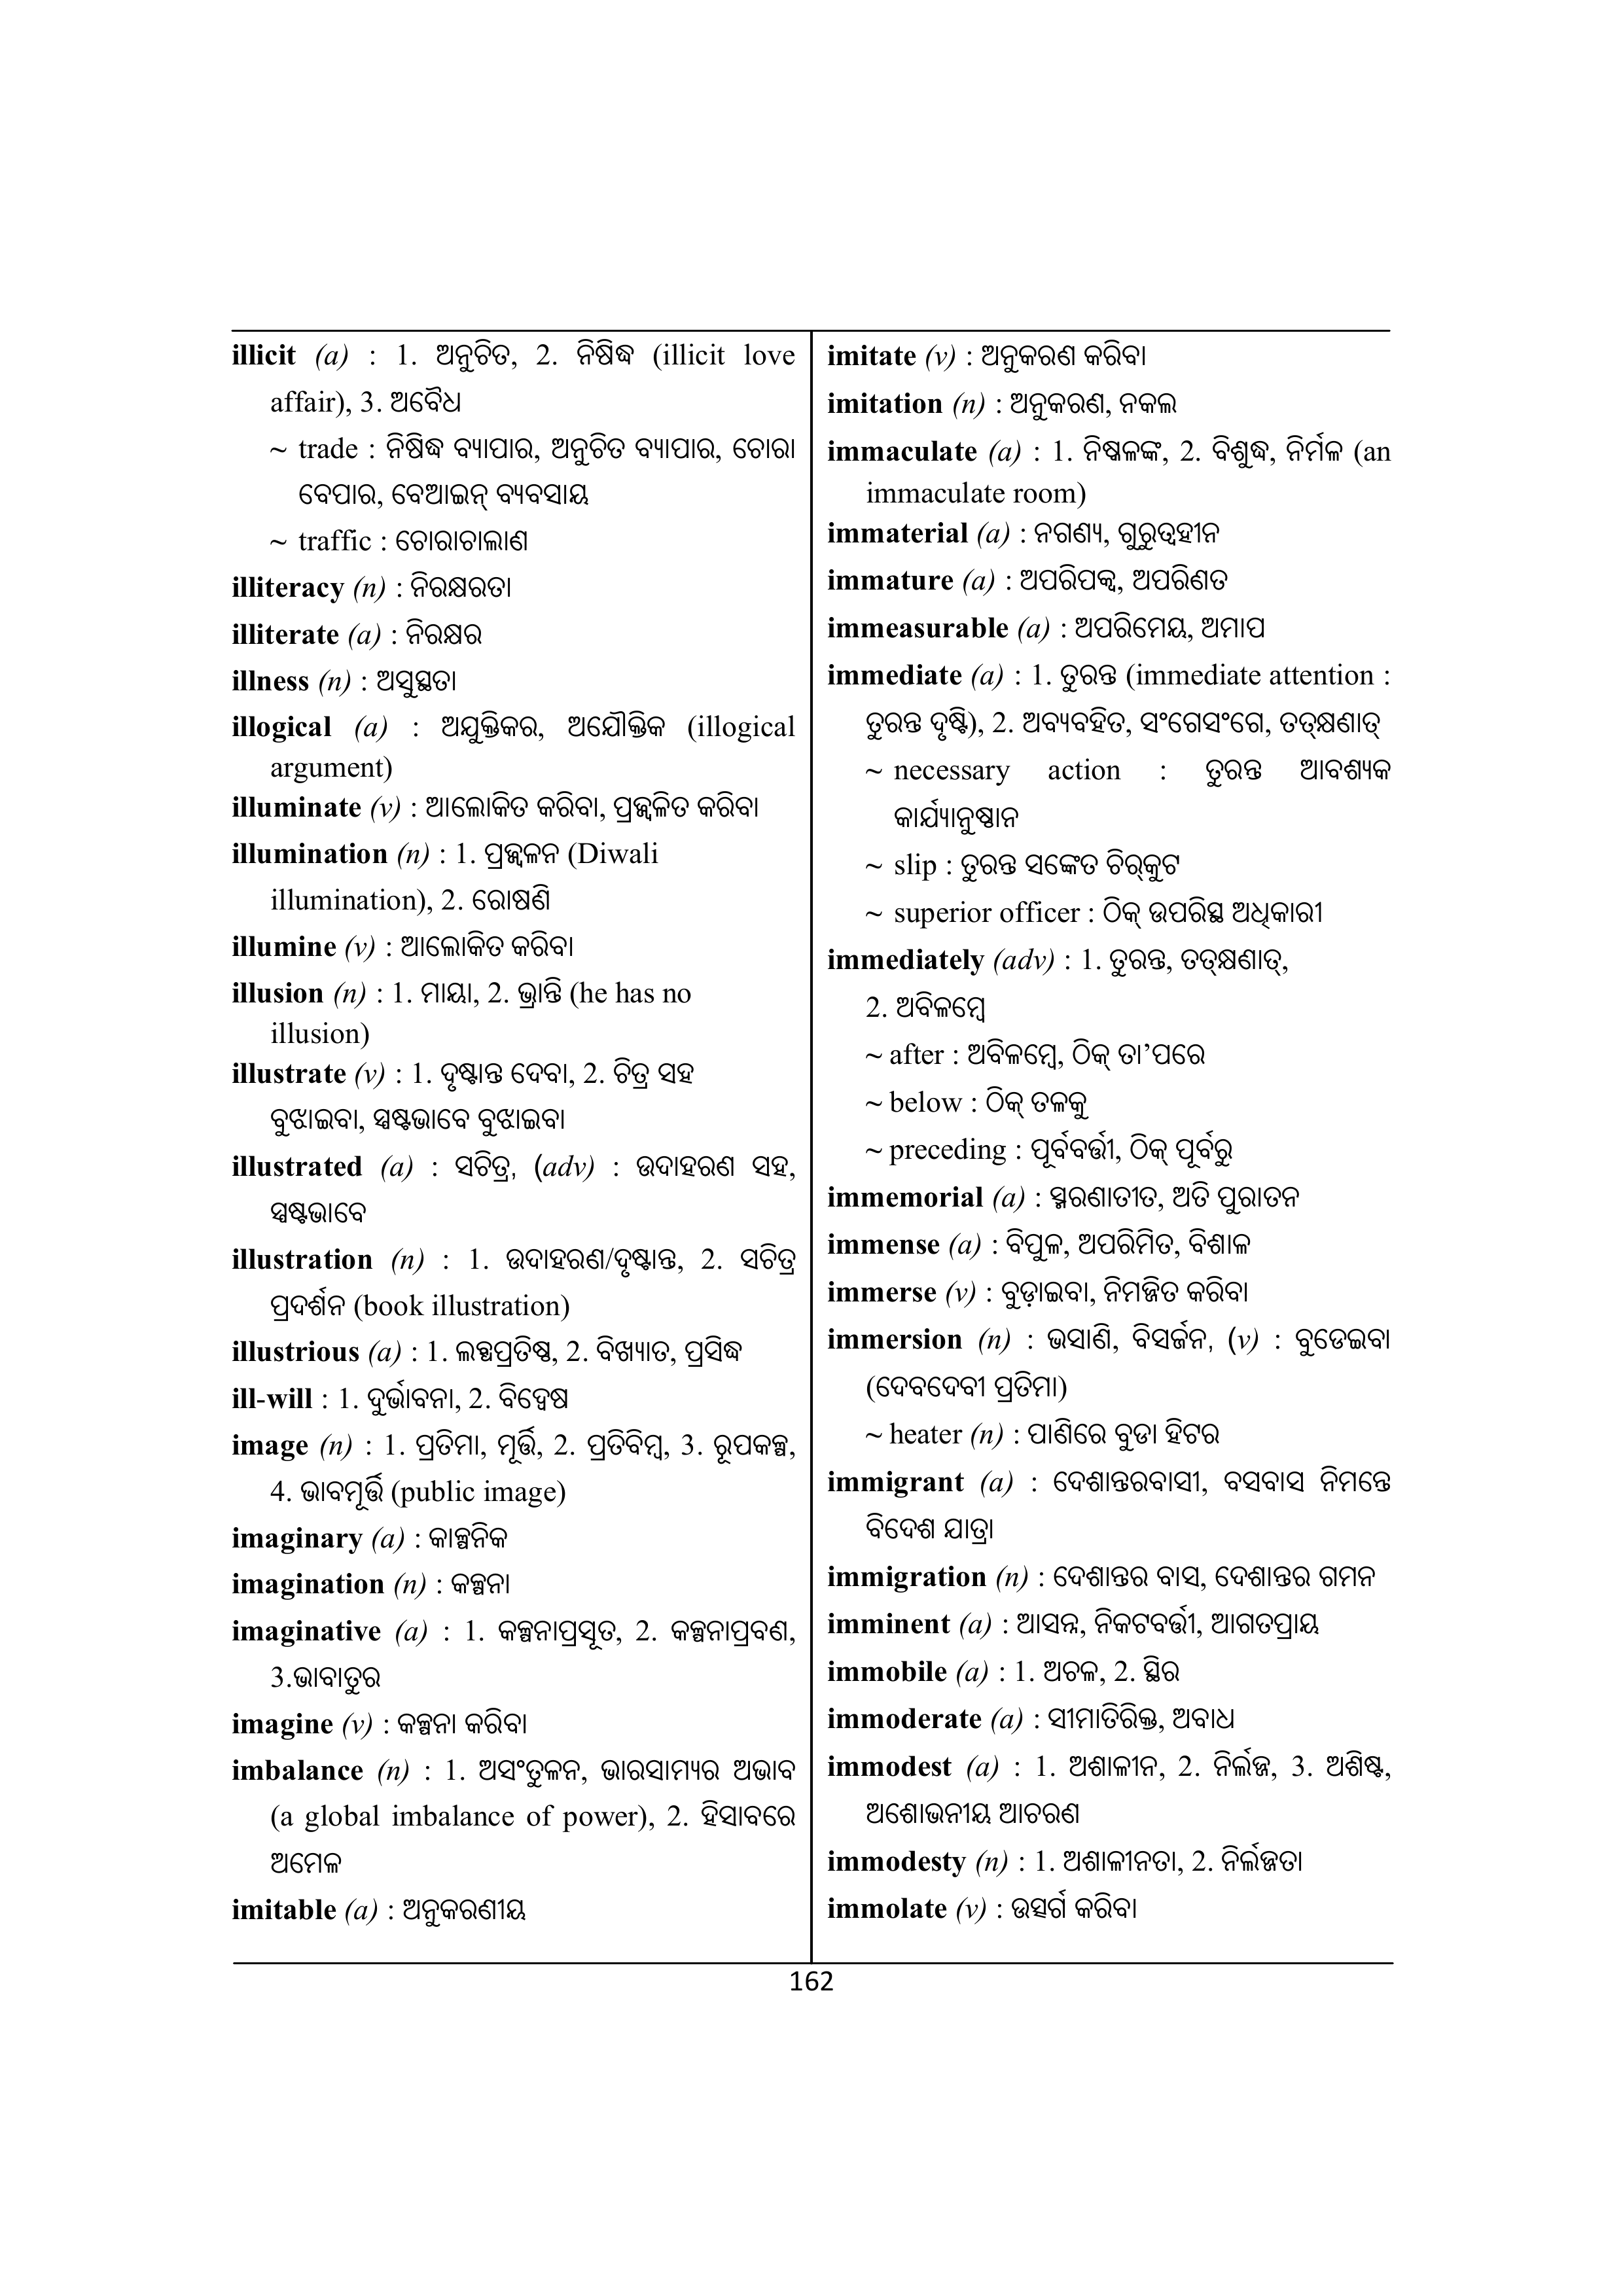 illicit (a) : 1. ଅନୁଚିତ, 2. ନିଷିଦ୍ଧ (illicit love
affair), 3. ଅବୈଧ
~ trade : ନିଷିଦ୍ଧ ବ୍ୟାପାର, ଅନୁଚିତ ବ୍ୟାପାର, ଚୋରା
ବେପାର, ବେଆଇନ୍ ବ୍ୟବସାୟ
~ traffic : ଚୋରାଚାଲାଣ
illiteracy (n) : ନିରକ୍ଷରତା
illiterate (a) : ନିରକ୍ଷର
illness (n) : ଅସୁସ୍ଥତା
illogical (a) : ଅଯୁକ୍ତିକର, ଅଯୌକ୍ତିକ (illogical
argument)
illuminate (v) : ଆଲୋକିତ କରିବା, ପ୍ରଜ୍ଜ୍ୱଳିତ କରିବା
illumination (n) : 1. ପ୍ରଜ୍ଜ୍ୱଳନ (Diwali
illumination), 2. ରୋଷଣି
illumine (v) : ଆଲୋକିତ କରିବା
illusion (n) : 1. ମାୟା, 2. ଭ୍ରାନ୍ତି (he has no
illusion)
illustrate (v) : 1. ଦୃଷ୍ଟାନ୍ତ ଦେବା, 2. ଚିତ୍ର ସହ
ବୁଝାଇବା, ସ୍ପଷ୍ଟଭାବେ ବୁଝାଇବା
illustrated (a) : ସଚିତ୍ର, (adv) : ଉଦାହରଣ ସହ,
ସ୍ପଷ୍ଟଭାବେ
illustration (n) : 1. ଉଦାହରଣ/ଦୃଷ୍ଟାନ୍ତ, 2. ସଚିତ୍ର
ପ୍ରଦର୍ଶନ (book illustration)
illustrious (a) : 1. ଲବ୍ଧପ୍ରତିଷ୍ଠ, 2. ବିଖ୍ୟାତ, ପ୍ରସିଦ୍ଧ
ill-will : 1. ଦୁର୍ଭାବନା, 2. ବିଦ୍ୱେଷ
image (n) : 1. ପ୍ରତିମା, ମୂର୍ତ୍ତି, 2. ପ୍ରତିବିମ୍ବ, 3. ରୂପକଳ୍ପ,
4. ଭାବମୂର୍ତ୍ତି (public image)
imaginary (a) : କାଳ୍ପନିକ
imagination (n) : କଳ୍ପନା
imaginative (a) : 1. କଳ୍ପନାପ୍ରସୂତ, 2. କଳ୍ପନାପ୍ରବଣ,
3.ଭାବାତୁର
imagine (v) : କଳ୍ପନା କରିବା
imbalance (n) : 1. ଅସଂତୁଳନ, ଭାରସାମ୍ୟର ଅଭାବ
(a global imbalance of power), 2. ହିସାବରେ
ଅମେଳ
imitable (a) : ଅନୁକରଣୀୟ
imitate (v) : ଅନୁକରଣ କରିବା
imitation (n) : ଅନୁକରଣ, ନକଲ
immaculate (a) : 1. ନିଷ୍କଳଙ୍କ, 2. ବିଶୁଦ୍ଧ, ନିର୍ମଳ (an
immaculate room)
immaterial (a) : ନଗଣ୍ୟ, ଗୁରୁତ୍ୱହୀନ
immature (a) : ଅପରିପକ୍ୱ, ଅପରିଣତ
immeasurable (a) : ଅପରିମେୟ, ଅମାପ
immediate (a) : 1. ତୁରନ୍ତ (immediate attention :
ତୁରନ୍ତ ଦୃଷ୍ଟି), 2. ଅବ୍ୟବହିତ, ସଂଗେସଂଗେ, ତତ୍‌କ୍ଷଣାତ୍
~ necessary action : ତୁରନ୍ତ ଆବଶ୍ୟକ
କାର୍ଯ୍ୟାନୁଷ୍ଠାନ
~ slip : ତୁରନ୍ତ ସଙ୍କେତ ଚିର୍‌କୁଟ
~ superior officer : ଠିକ୍ ଉପରିସ୍ଥ ଅଧିକାରୀ
immediately (adv) : 1. ତୁରନ୍ତ, ତତ୍‌କ୍ଷଣାତ୍,
2. ଅବିଳମ୍ବେ
~ after : ଅବିଳମ୍ବେ, ଠିକ୍ ତା’ପରେ
~ below : ଠିକ୍ ତଳକୁ
~ preceding : ପୂର୍ବବର୍ତ୍ତୀ, ଠିକ୍ ପୂର୍ବରୁ
immemorial (a) : ସ୍ମରଣାତୀତ, ଅତି ପୁରାତନ
immense (a) : ବିପୁଳ, ଅପରିମିତ, ବିଶାଳ
immerse (v) : ବୁଡ଼ାଇବା, ନିମଜ୍ଜିତ କରିବା
immersion (n) : ଭସାଣି, ବିସର୍ଜନ, (v) : ବୁଡେଇବା
(ଦେବଦେବୀ ପ୍ରତିମା)
~ heater (n) : ପାଣିରେ ବୁଡା ହିଟର
immigrant (a) : ଦେଶାନ୍ତରବାସୀ, ବସବାସ ନିମନ୍ତେ
ବିଦେଶ ଯାତ୍ରା
immigration (n) : ଦେଶାନ୍ତର ବାସ, ଦେଶାନ୍ତର ଗମନ
imminent (a) : ଆସନ୍ନ, ନିକଟବର୍ତ୍ତୀ, ଆଗତପ୍ରାୟ
immobile (a) : 1. ଅଚଳ, 2. ସ୍ଥିର
immoderate (a) : ସୀମାତିରିକ୍ତ, ଅବାଧ
immodest (a) : 1. ଅଶାଳୀନ, 2. ନିର୍ଲଜ୍ଜ, 3. ଅଶିଷ୍ଟ,
ଅଶୋଭନୀୟ ଆଚରଣ
immodesty (n) : 1. ଅଶାଳୀନତା, 2. ନିର୍ଲଜ୍ଜତା
immolate (v) : ଉତ୍ସର୍ଗ କରିବା
162